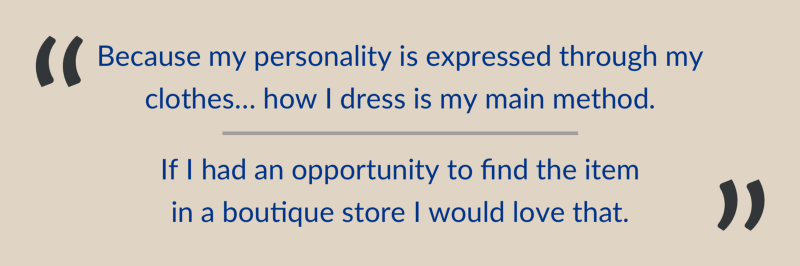 “Because my personality is expressed through my
clothes... how I dress is my main method.
If I had an opportunity to find the item
in a boutique store I would love that.”